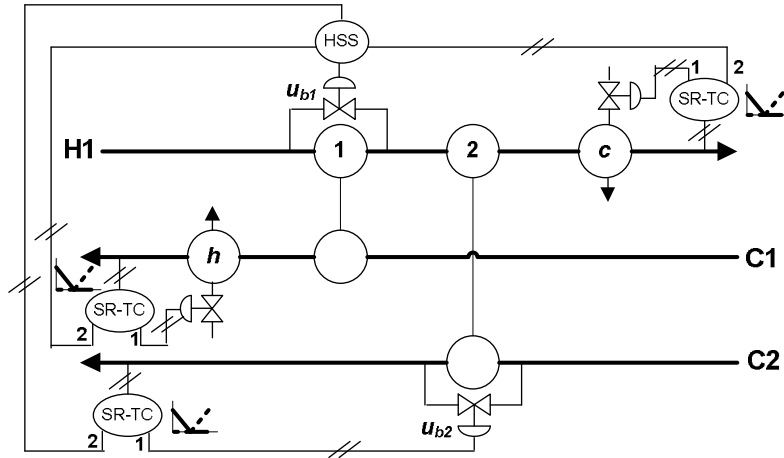 HSS
u_b1
1 2
SR-TC
H1 1 2 c
h C1
SR-TC
2 1
C2
SR-TC
2 1
u_b2